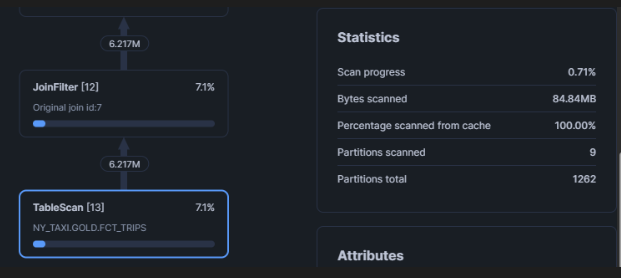 6.217M
JoinFilter [12] 7.1%
Original join id:7
6.217M
TableScan [13] 7.1%
NY_TAXI.GOLD.FCT_TRIPS
Statistics
Scan progress 0.71%
Bytes scanned 84.84MB
Percentage scanned from cache 100.00%
Partitions scanned 9
Partitions total 1262
Attributes